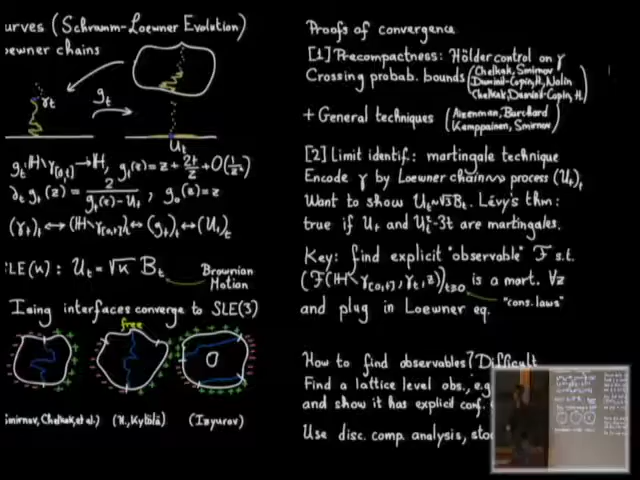 urves (Schramm-Loewner Evolution)
oewner chains
γt
gt
Ut
gt: ℍ∖γ[0,t]→ℍ, gt(z)=z+2t/z+O(1/z²)
∂t gt(z)=2/(gt(z)-Ut), g₀(z)=z
(γt)t↔(ℍ∖γ[0,t])t↔(gt)t↔(Ut)t
SLE(κ): Ut=√κ Bt
Brownian
Motion
Ising interfaces converge to SLE(3)
free
Smirnov, Chelkak, et al.)
(H., Kytölä)
(Izyurov)
Proofs of convergence
[1] Precompactness: Hölder control on γ
Crossing probab. bounds (Chelkak, Smirnov
Duminil-Copin, H., Nolin
Chelkak, Duminil-Copin, H.)
+ General techniques (Aizenman, Burchard
Kemppainen, Smirnov)
[2] Limit identif.: martingale technique
Encode γ by Loewner chain⇝process (Ut)t
Want to show Ut~√3 Bt. Lévy's thm:
true if Ut and Ut²-3t are martingales.
Key: find explicit "observable" F s.t.
(F(ℍ∖γ[0,t], γt, z))t≥0 is a mart. ∀z
and plug in Loewner eq. "cons. laws"
How to find observables? Difficult
Find a lattice level obs., e.g.
and show it has explicit conf.
Use disc. comp. analysis,